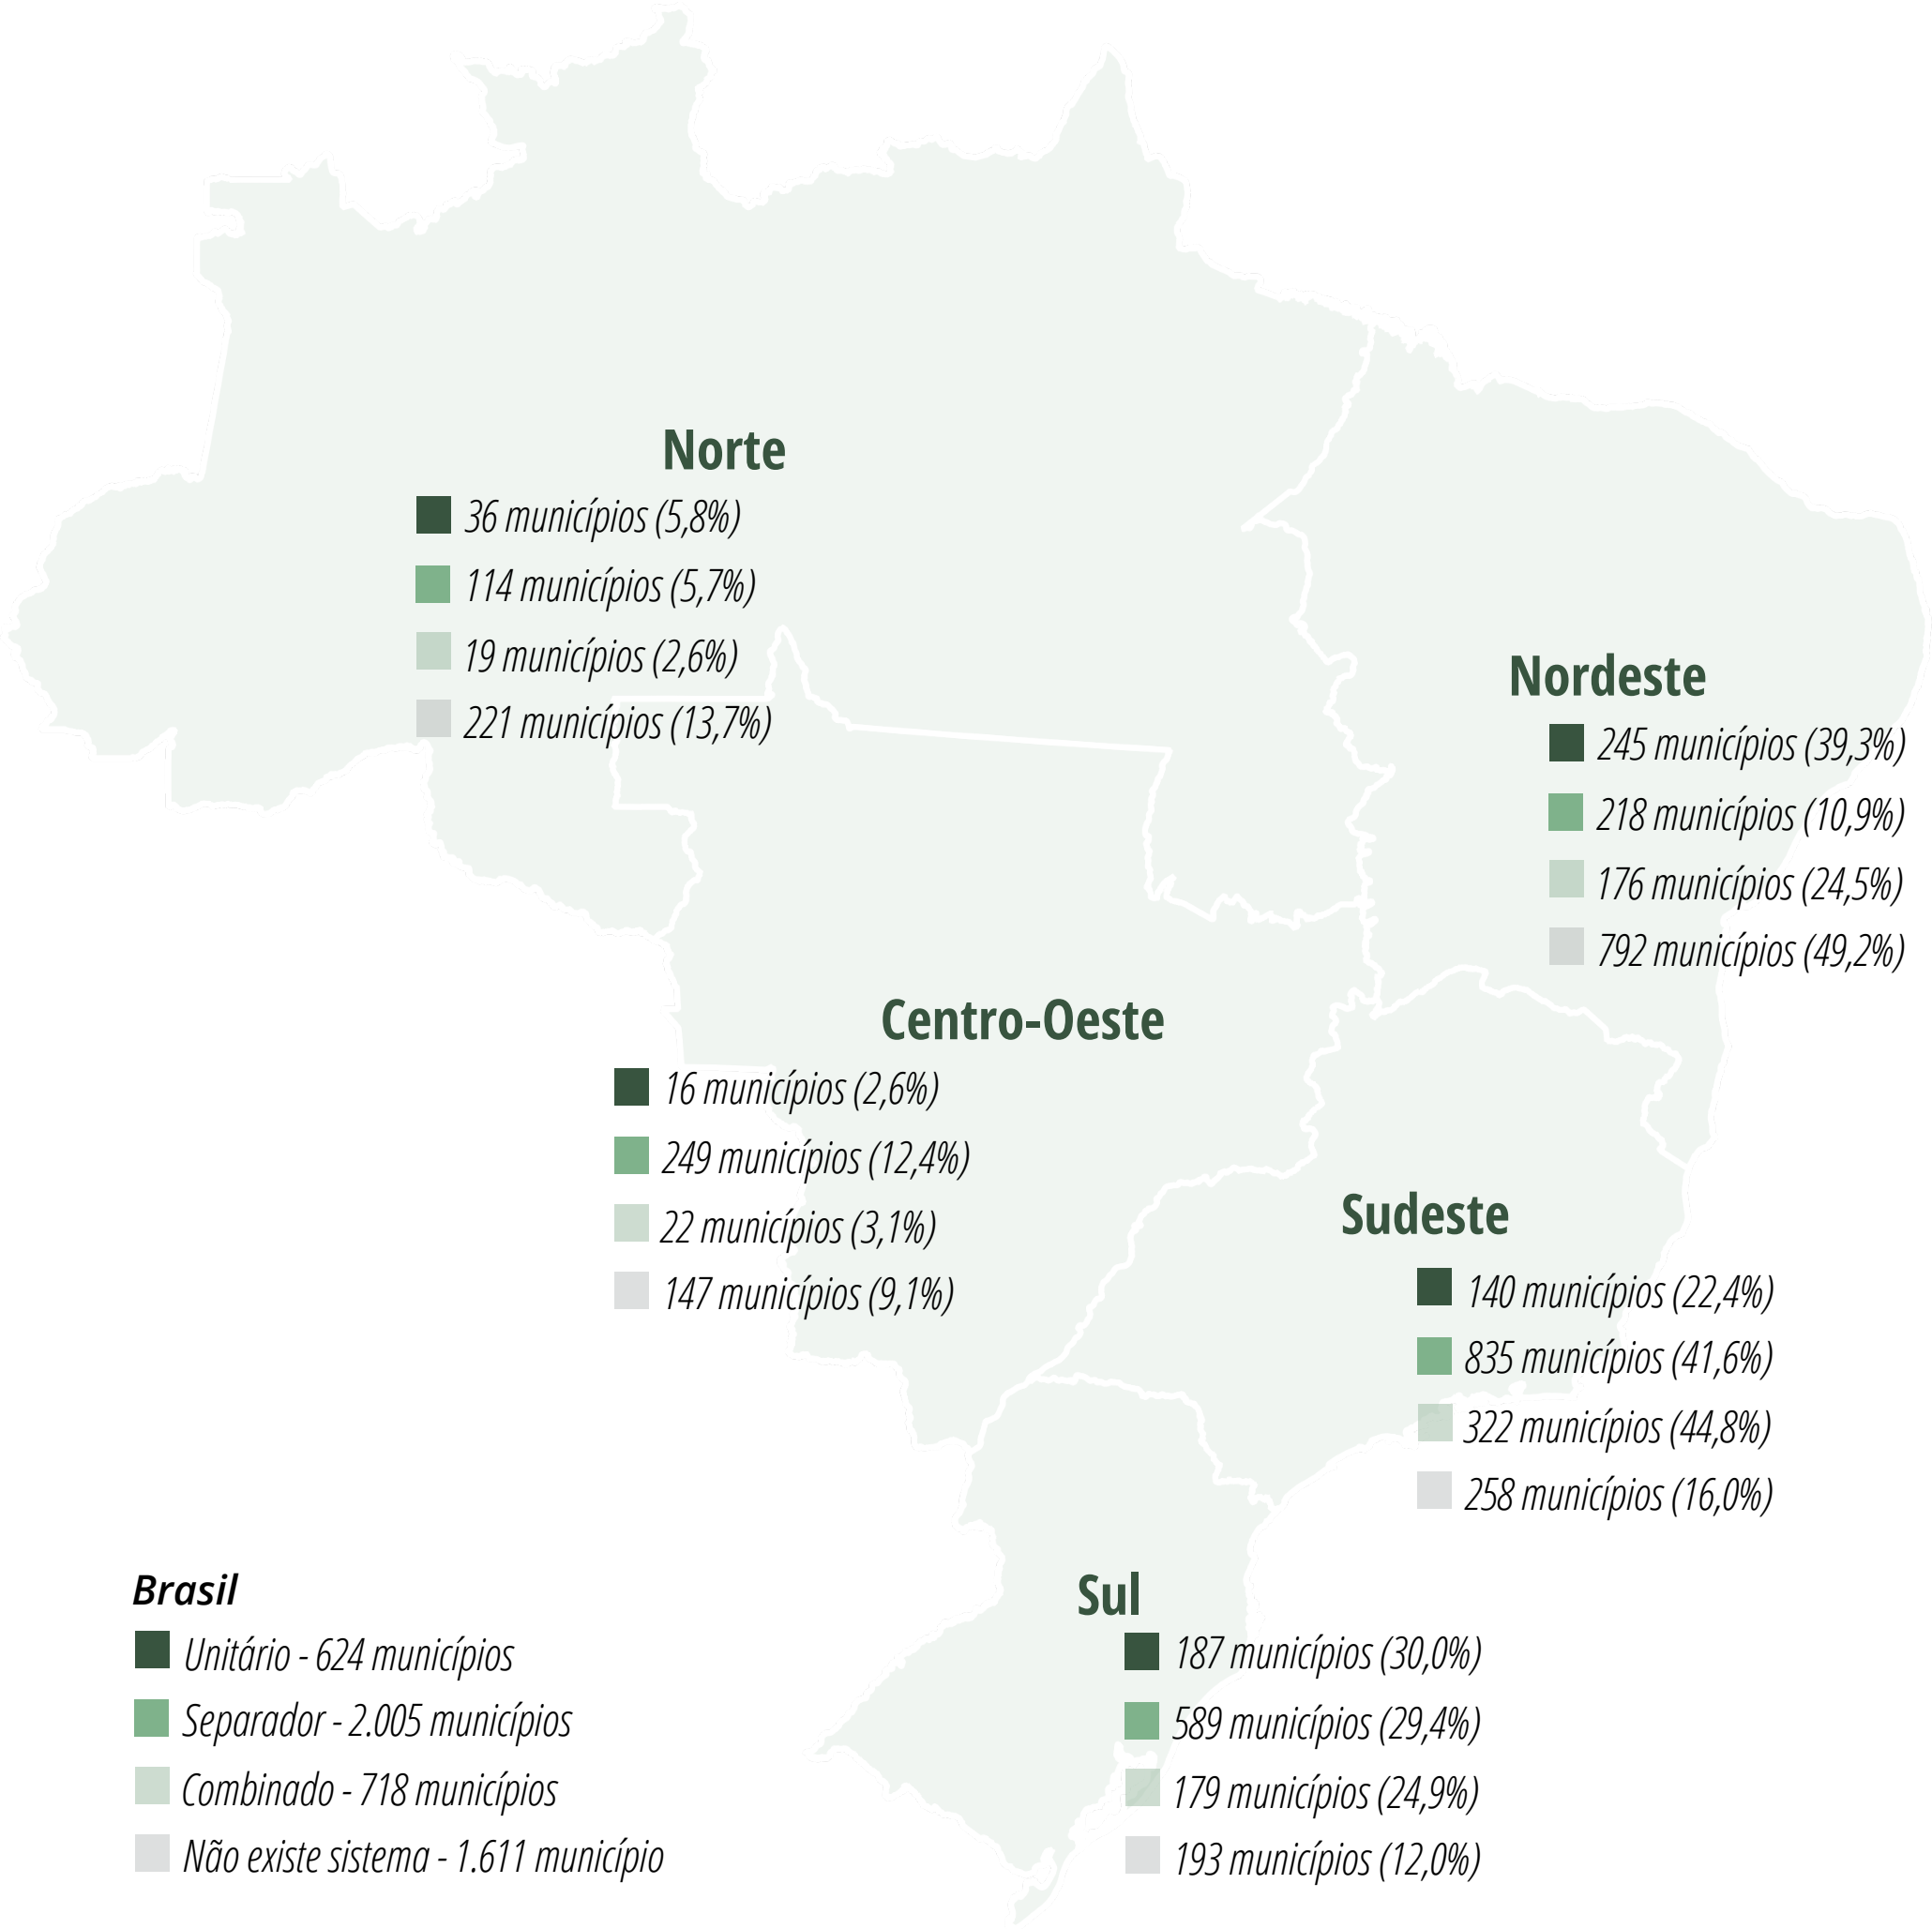 Norte
36 municípios (5,8%)
114 municípios (5,7%)
19 municípios (2,6%)
221 municípios (13,7%)
Nordeste
245 municípios (39,3%)
218 municípios (10,9%)
176 municípios (24,5%)
792 municípios (49,2%)
Centro-Oeste
16 municípios (2,6%)
249 municípios (12,4%)
22 municípios (3,1%)
147 municípios (9,1%)
Sudeste
140 municípios (22,4%)
835 municípios (41,6%)
322 municípios (44,8%)
258 municípios (16,0%)
Sul
187 municípios (30,0%)
589 municípios (29,4%)
179 municípios (24,9%)
193 municípios (12,0%)
Brasil
Unitário - 624 municípios
Separador - 2.005 municípios
Combinado - 718 municípios
Não existe sistema - 1.611 município